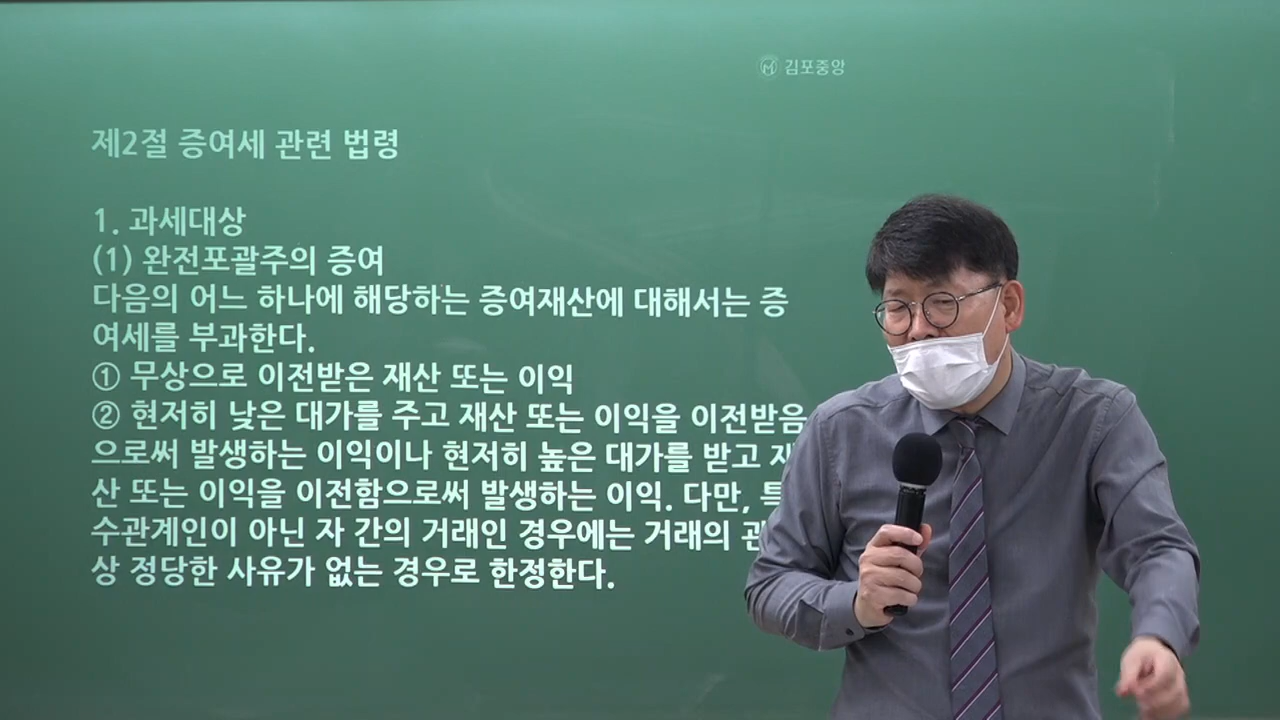 김포중앙
제2절 증여세 관련 법령
1. 과세대상
(1) 완전포괄주의 증여
다음의 어느 하나에 해당하는 증여재산에 대해서는 증
여세를 부과한다.
① 무상으로 이전받은 재산 또는 이익
② 현저히 낮은 대가를 주고 재산 또는 이익을 이전받음
으로써 발생하는 이익이나 현저히 높은 대가를 받고 재
산 또는 이익을 이전함으로써 발생하는 이익. 다만, 특
수관계인이 아닌 자 간의 거래인 경우에는 거래의 관
상 정당한 사유가 없는 경우로 한정한다.